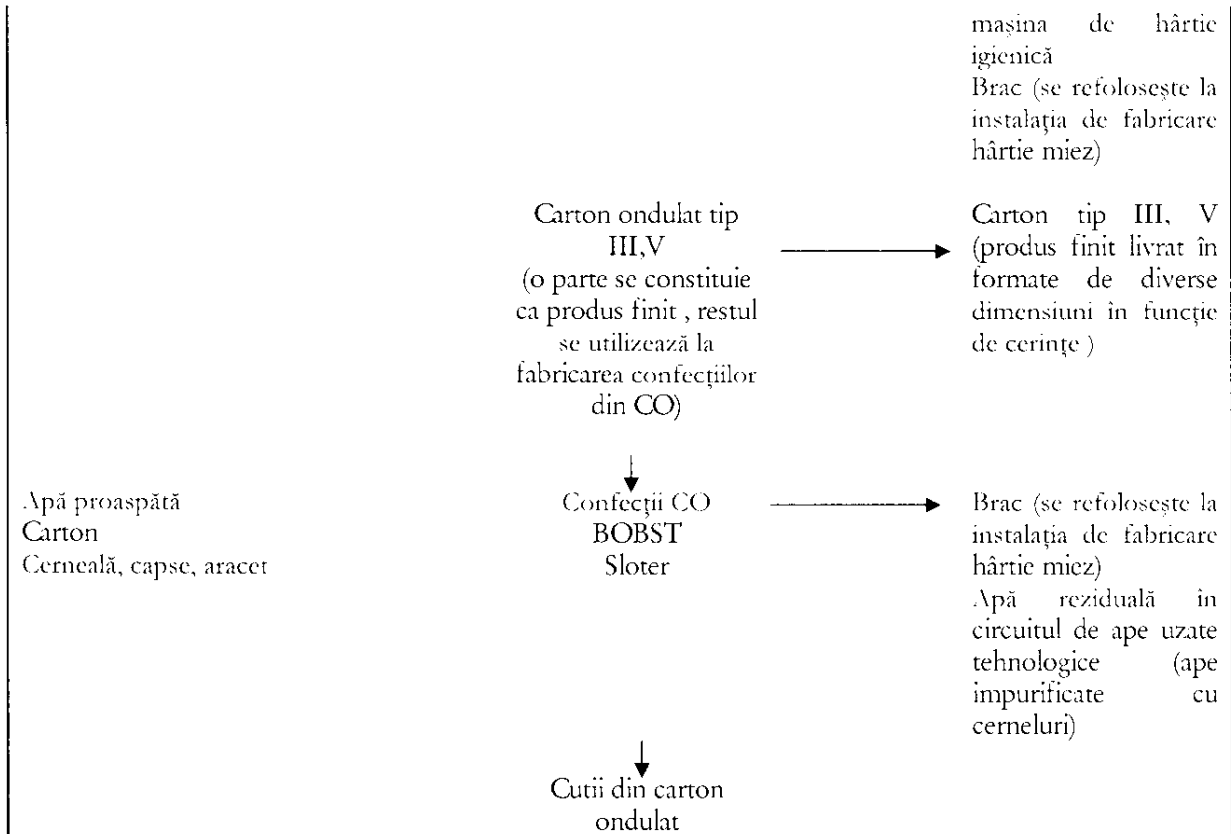 mașina de hârtie
igienică
Brac (se refolosește la
instalația de fabricare
hârtie miez)
Carton ondulat tip
III,V
(o parte se constituie
ca produs finit , restul
se utilizează la
fabricarea confecțiilor
din CO)
Carton tip III, V
(produs finit livrat în
formate de diverse
dimensiuni în funcție
de cerințe )
Apă proaspătă
Carton
Cerneală, capse, aracet
Confecții CO
BOBST
Sloter
Brac (se refolosește la
instalația de fabricare
hârtie miez)
Apă reziduală în
circuitul de ape uzate
tehnologice (ape
impurificate cu
cerneluri)
Cutii din carton
ondulat